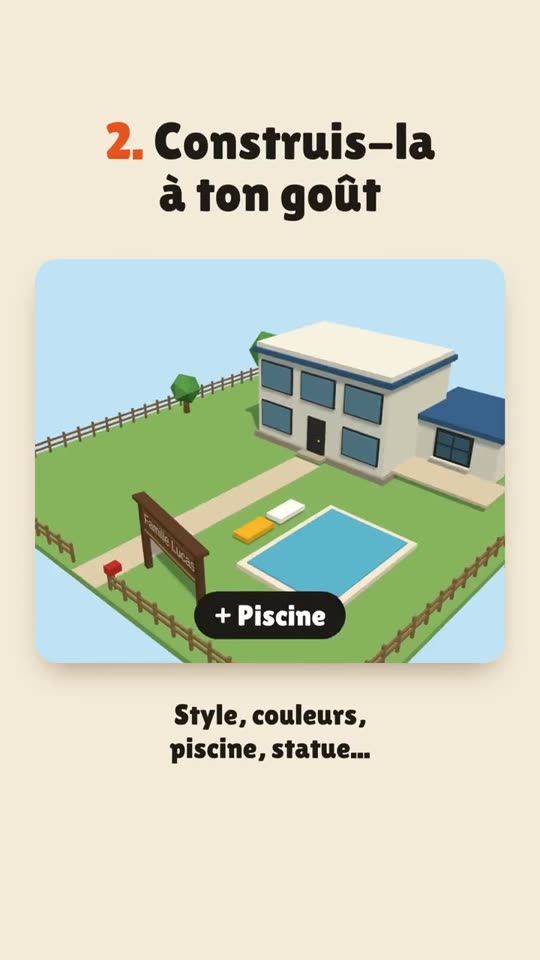 2. Construis-la
à ton goût
Famille Lucas
+ Piscine
Style, couleurs,
piscine, statue...